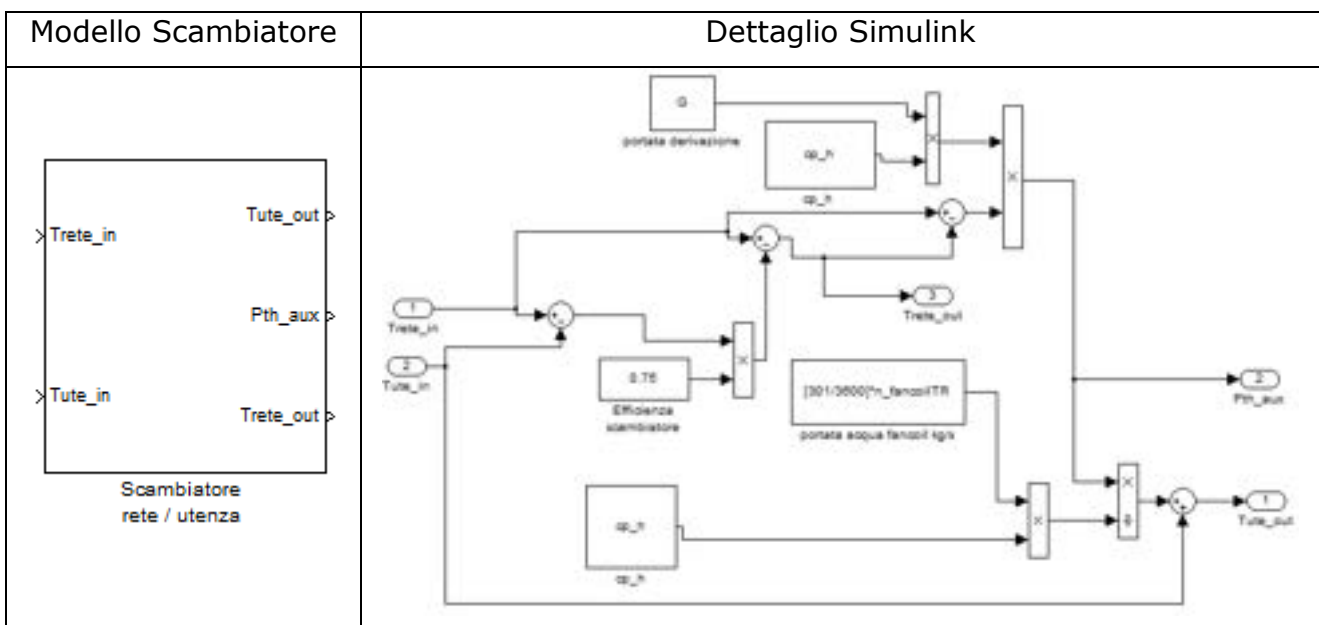 Modello Scambiatore
Dettaglio Simulink
Trete_in
Tute_in
Tute_out
Pth_aux
Trete_out
Scambiatore
rete / utenza
G
portata derivazione
cp_h
cp_h
1
Trete_in
2
Tute_in
0.75
Efficienza
scambiatore
3
Trete_out
[301/3600]*n_fancoilTR
portata acqua fancoil kg/s
cp_h
cp_h
2
Pth_aux
1
Tute_out